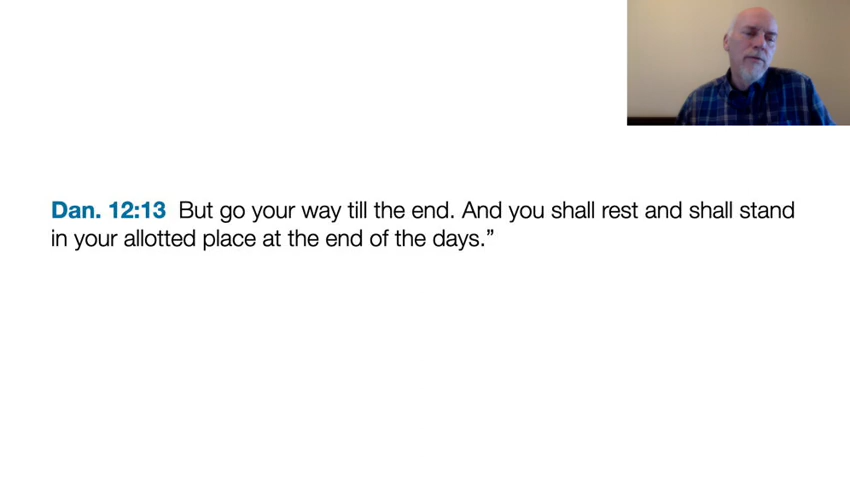 Dan. 12:13 But go your way till the end. And you shall rest and shall stand
in your allotted place at the end of the days.”